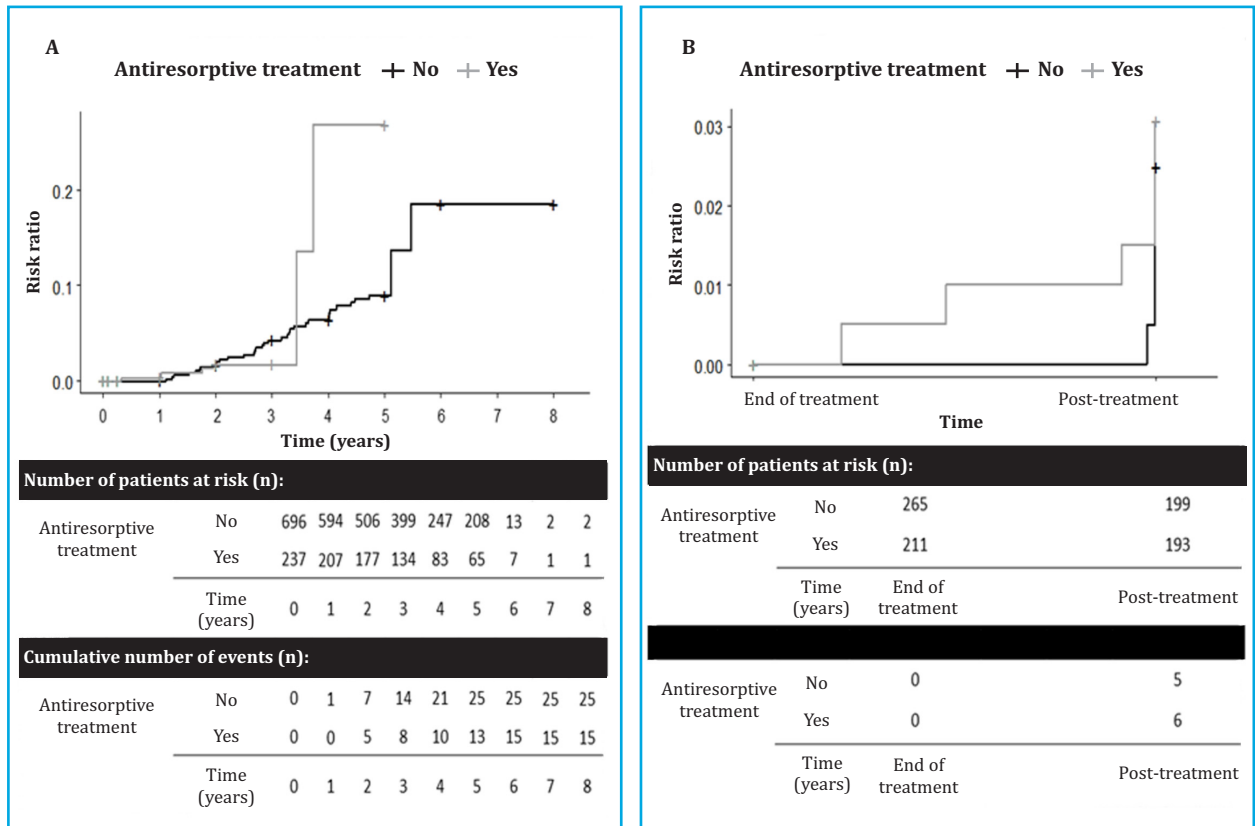 A
Antiresorptive treatment No Yes
Risk ratio
0.2
0.1
0.0
0 1 2 3 4 5 6 7 8
Time (years)
Number of patients at risk (n):
Antiresorptive treatment
No 696 594 506 399 247 208 13 2 2
Yes 237 207 177 134 83 65 7 1 1
Time (years) 0 1 2 3 4 5 6 7 8
Cumulative number of events (n):
Antiresorptive treatment
No 0 1 7 14 21 25 25 25 25
Yes 0 0 5 8 10 13 15 15 15
Time (years) 0 1 2 3 4 5 6 7 8
B
Antiresorptive treatment No Yes
Risk ratio
0.03
0.02
0.01
0.00
End of treatment Post-treatment
Time
Number of patients at risk (n):
Antiresorptive treatment
No 265 199
Yes 211 193
Time (years) End of treatment Post-treatment
Antiresorptive treatment
No 0 5
Yes 0 6
Time (years) End of treatment Post-treatment